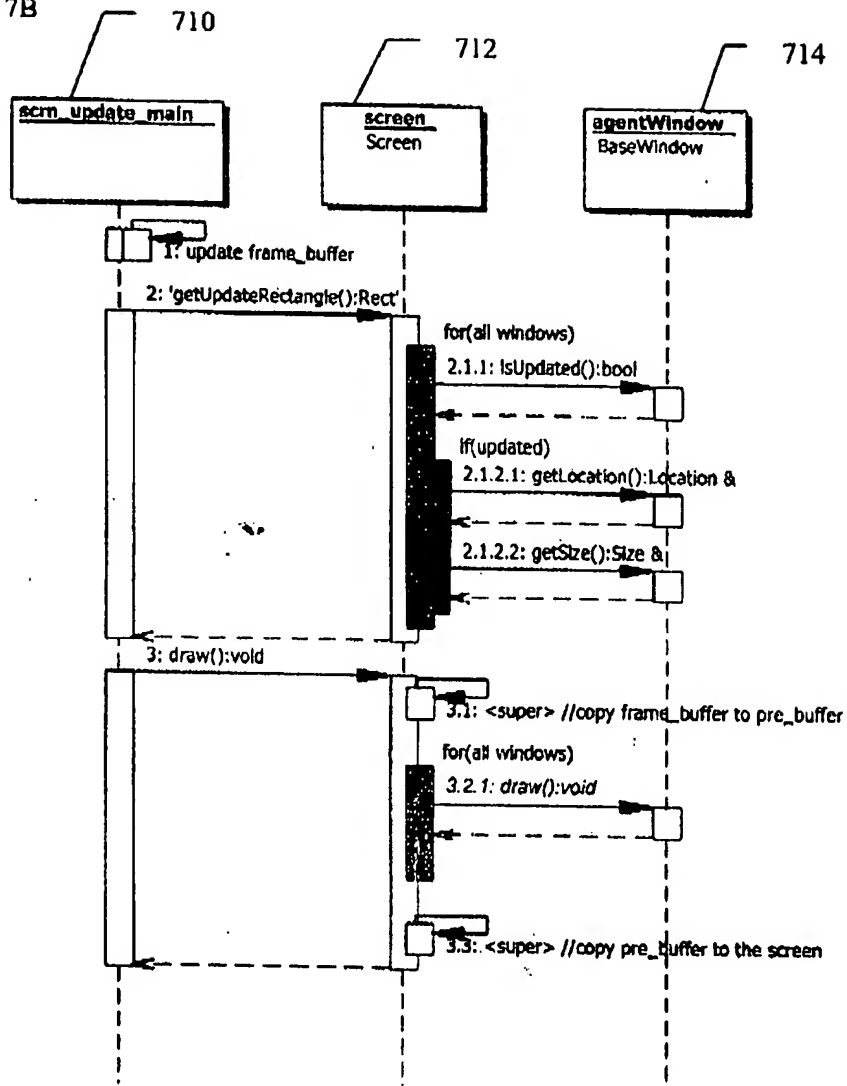 7B
710
712
714
scrn_update_main
screen
Screen
agentWindow
BaseWindow
1: update frame_buffer
2: 'getUpdateRectangle():Rect'
for(all windows)
2.1.1: isUpdated():bool
if(updated)
2.1.2.1: getLocation():Location &
2.1.2.2: getSize():Size &
3: draw():void
3.1: <super> //copy frame_buffer to pre_buffer
for(all windows)
3.2.1: draw():void
3.3: <super> //copy pre_buffer to the screen